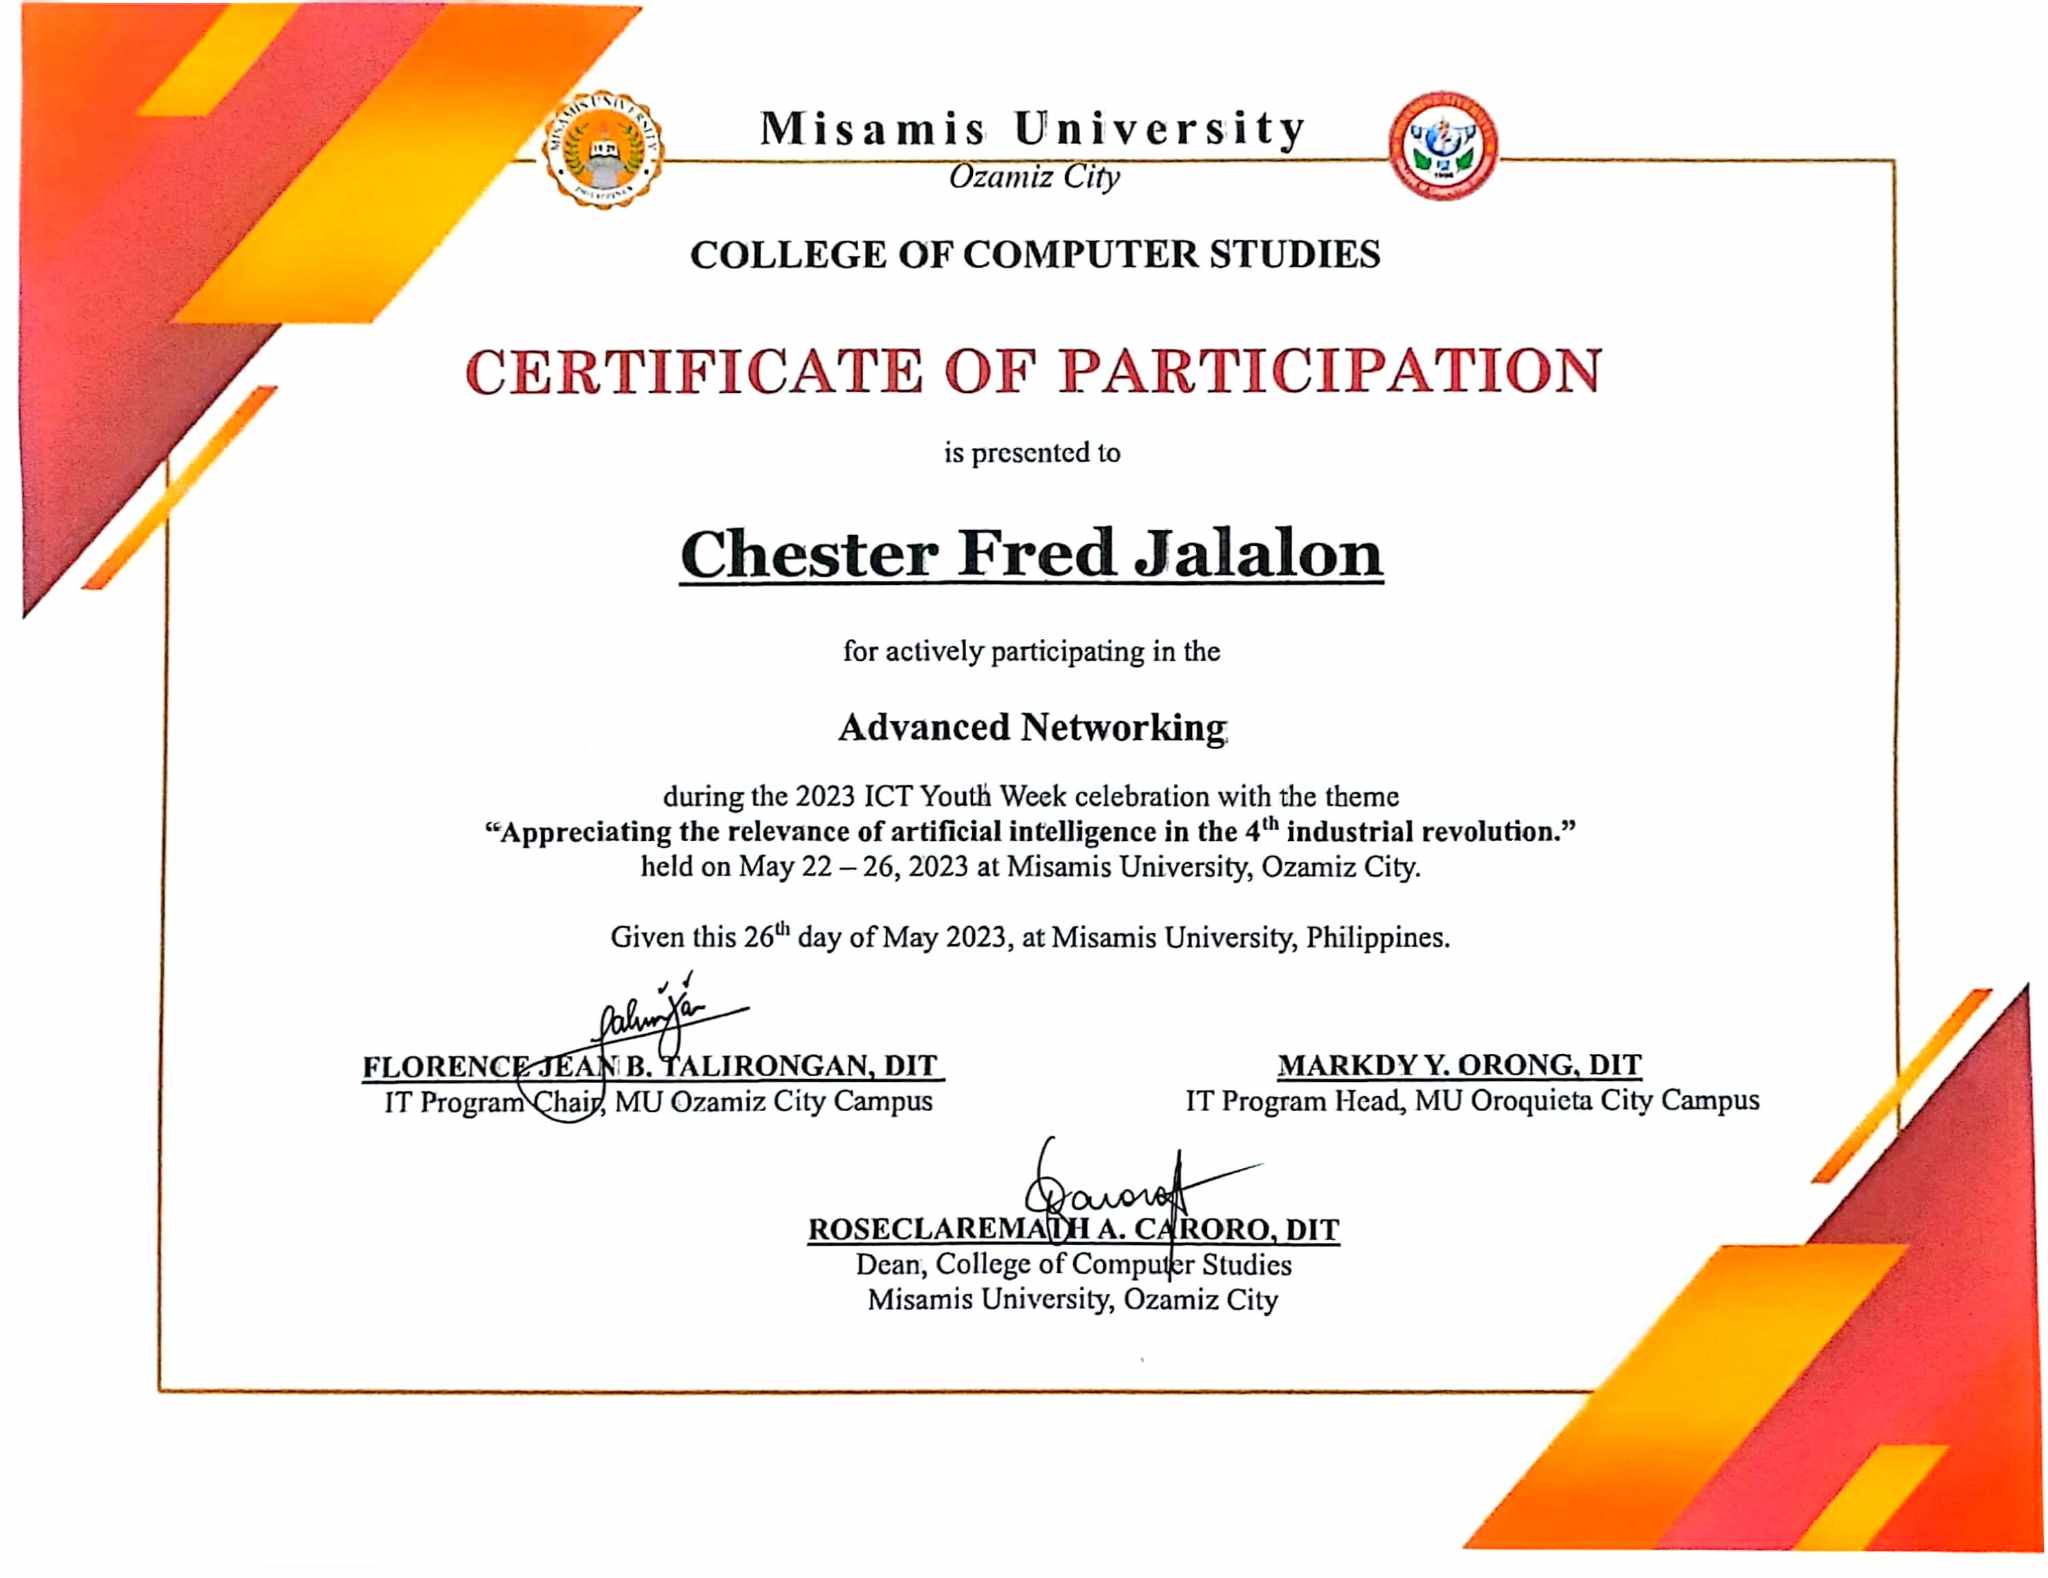 Misamis University
Ozamiz City
COLLEGE OF COMPUTER STUDIES
CERTIFICATE OF PARTICIPATION
is presented to
Chester Fred Jalalon
for actively participating in the
Advanced Networking
during the 2023 ICT Youth Week celebration with the theme
“Appreciating the relevance of artificial intelligence in the 4th industrial revolution.”
held on May 22 – 26, 2023 at Misamis University, Ozamiz City.
Given this 26th day of May 2023, at Misamis University, Philippines.
FLORENCE JEAN B. TALIRONGAN, DIT
IT Program Chair, MU Ozamiz City Campus
MARKDY Y. ORONG, DIT
IT Program Head, MU Oroquieta City Campus
ROSECLAREMATH A. CARORO, DIT
Dean, College of Computer Studies
Misamis University, Ozamiz City